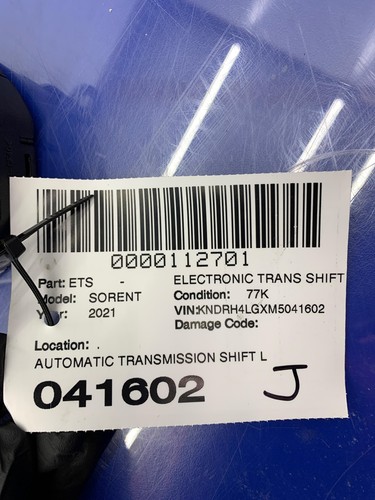 0000112701
Part: ETS - ELECTRONIC TRANS SHIFT
Model: SORENT Condition: 77K
Year: 2021 VIN:KNDRH4LGXM5041602
Damage Code:
Location: .
AUTOMATIC TRANSMISSION SHIFT L
041602 J